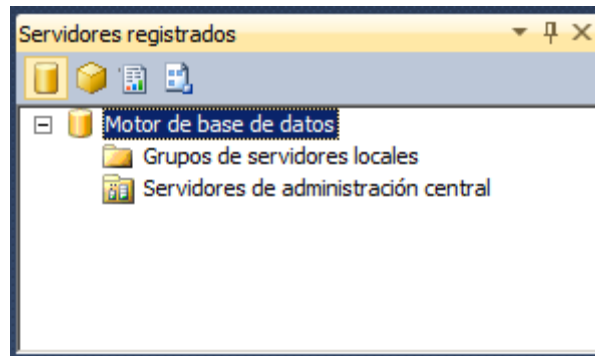 Servidores registrados
Motor de base de datos
Grupos de servidores locales
Servidores de administración central